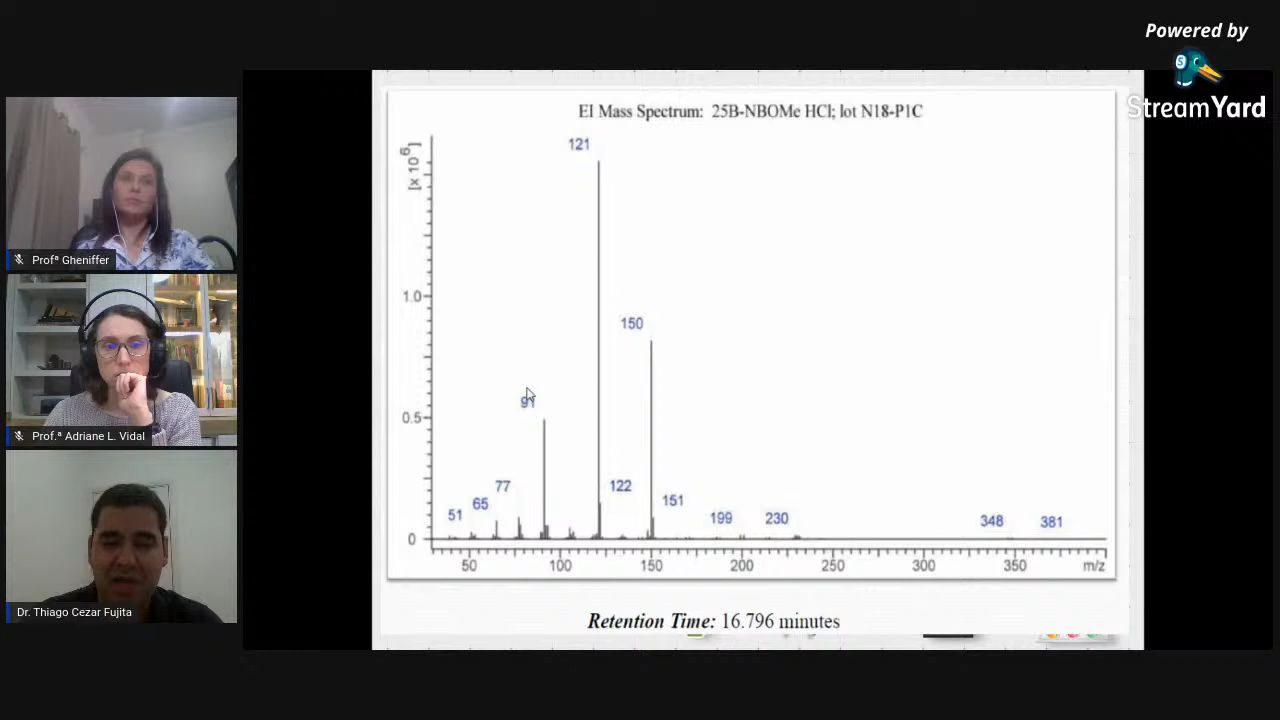 Powered by
StreamYard
Profª Gheniffer
Prof.ª Adriane L. Vidal
Dr. Thiago Cezar Fujita
EI Mass Spectrum: 25B-NBOMe HCl; lot N18-P1C
[x 10^6]
121
1.0
150
91
0.5
51
65
77
122
151
199
230
348
381
0
50
100
150
200
250
300
350
m/z
Retention Time: 16.796 minutes